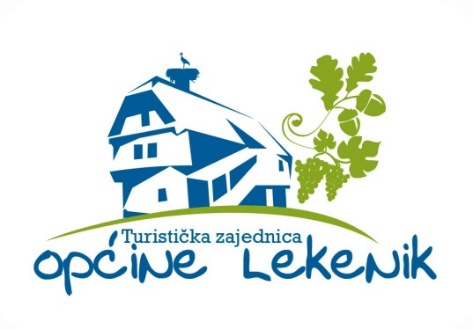 Turistička zajednica
općine Lekenik